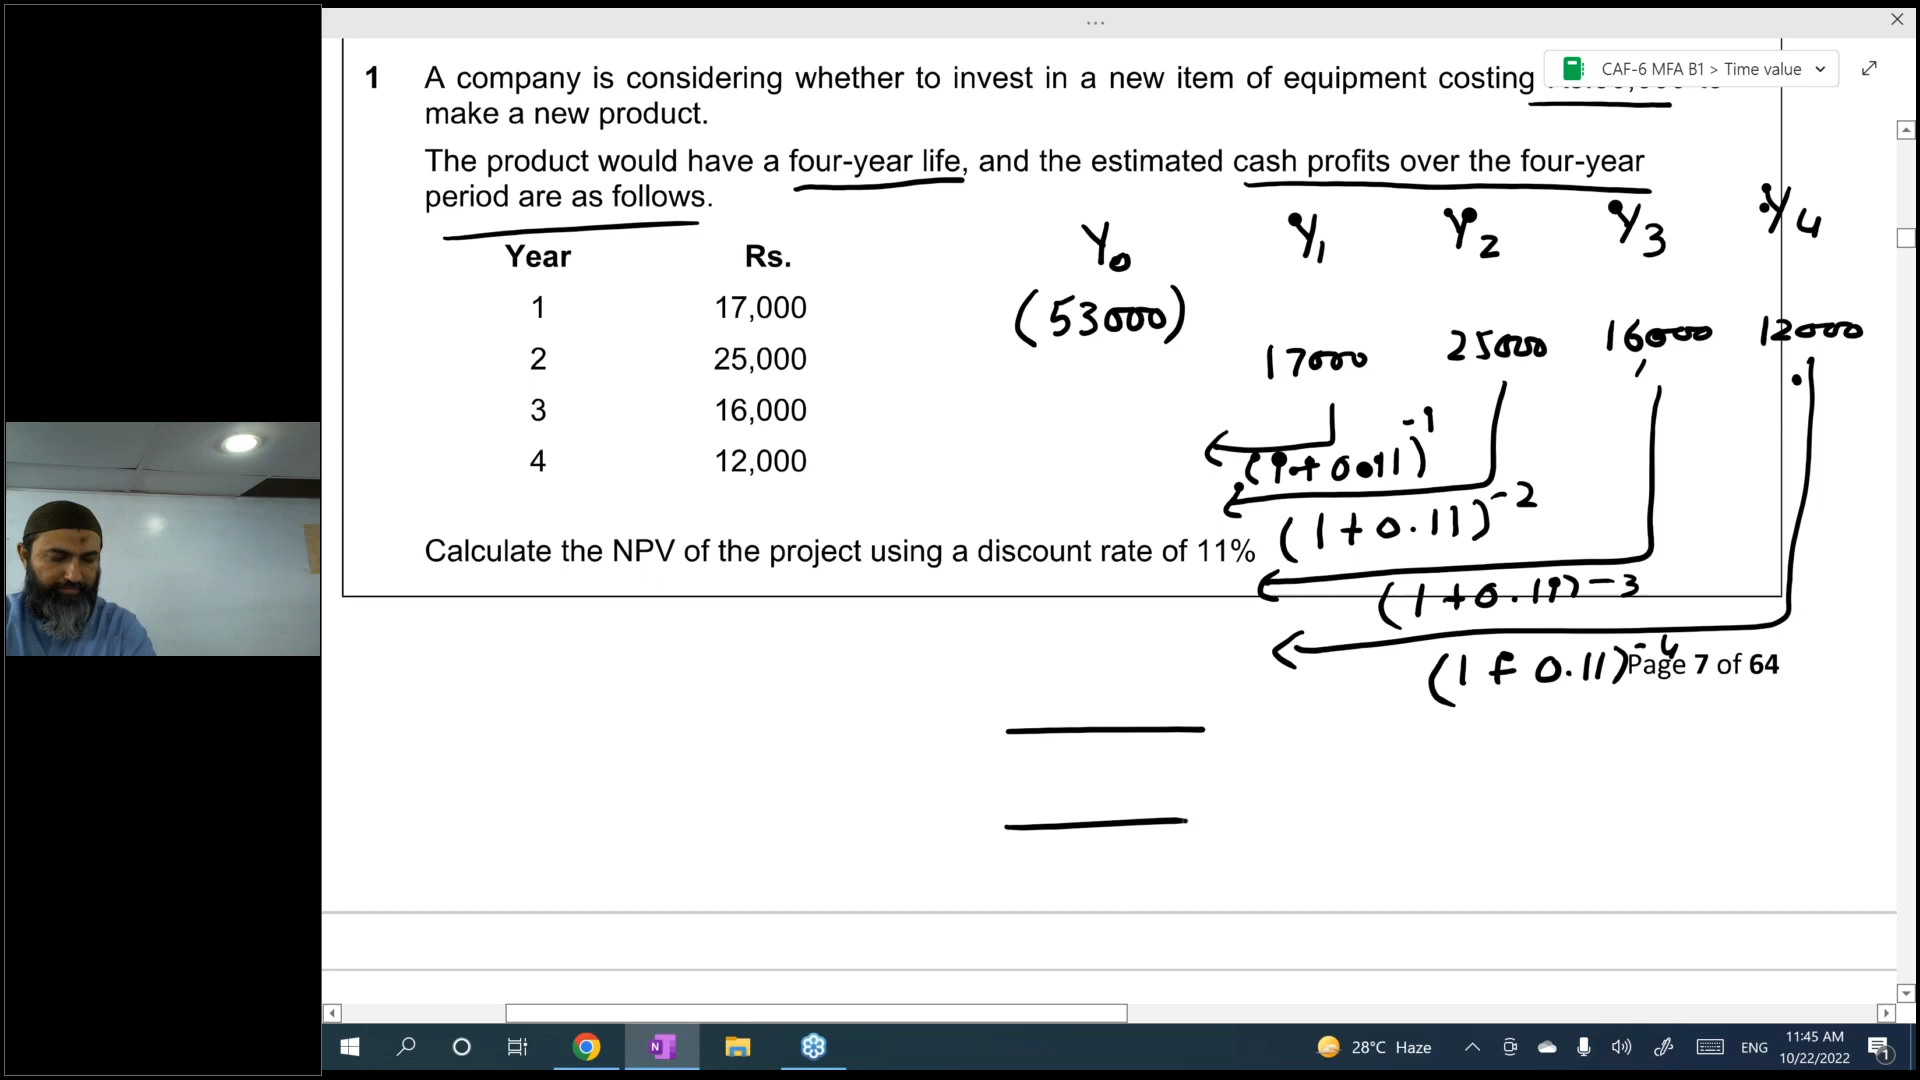 ...
CAF-6 MFA B1 > Time value
1 A company is considering whether to invest in a new item of equipment costing
make a new product.
The product would have a four-year life, and the estimated cash profits over the four-year
period are as follows.
Y0 Y1 Y2 Y3 Y4
Year Rs.
1 17,000
2 25,000
3 16,000
4 12,000
(53000)
17000 25000 16000 12000
(1+0.11)-1
(1+0.11)-2
Calculate the NPV of the project using a discount rate of 11%
(1+0.11)-3
(1+0.11)-4
Page 7 of 64
28°C Haze
ENG
11:45 AM
10/22/2022
1